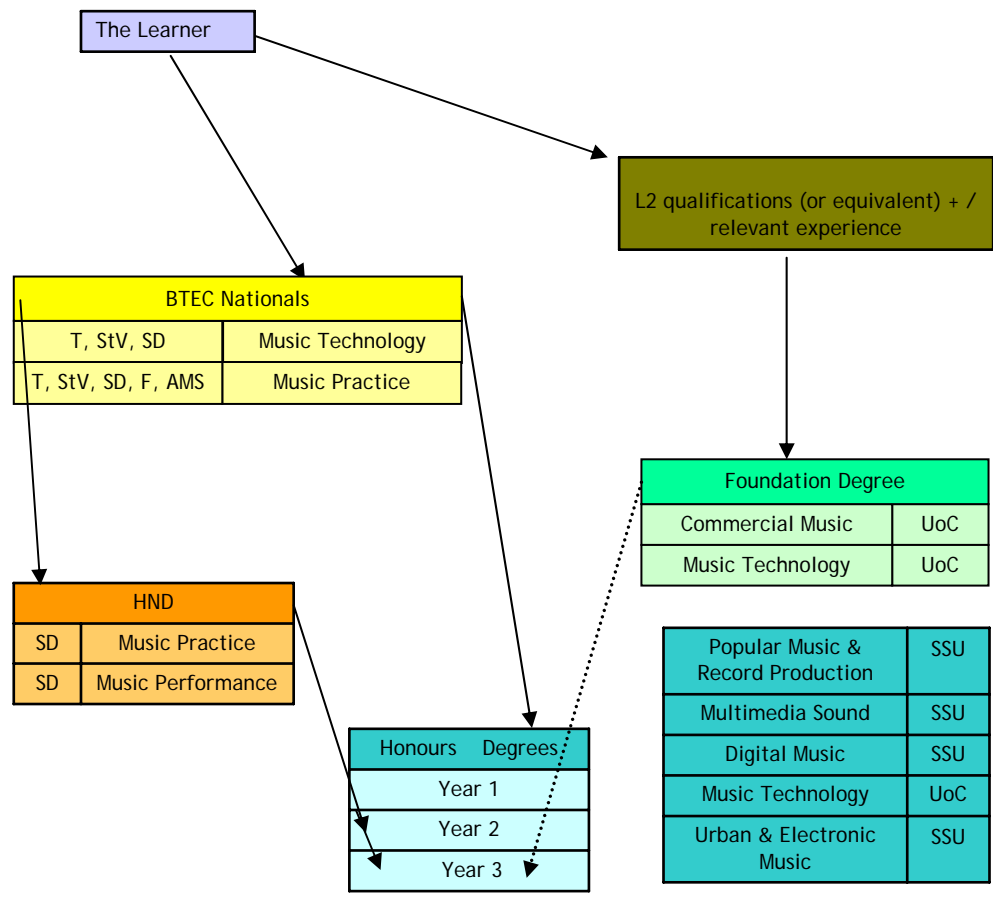 The Learner
L2 qualifications (or equivalent) + /
relevant experience
BTEC Nationals
T, StV, SD Music Technology
T, StV, SD, F, AMS Music Practice
Foundation Degree
Commercial Music UoC
Music Technology UoC
HND
SD Music Practice
SD Music Performance
Popular Music & SSU
Record Production
Multimedia Sound SSU
Digital Music SSU
Music Technology UoC
Urban & Electronic SSU
Music
Honours Degrees
Year 1
Year 2
Year 3